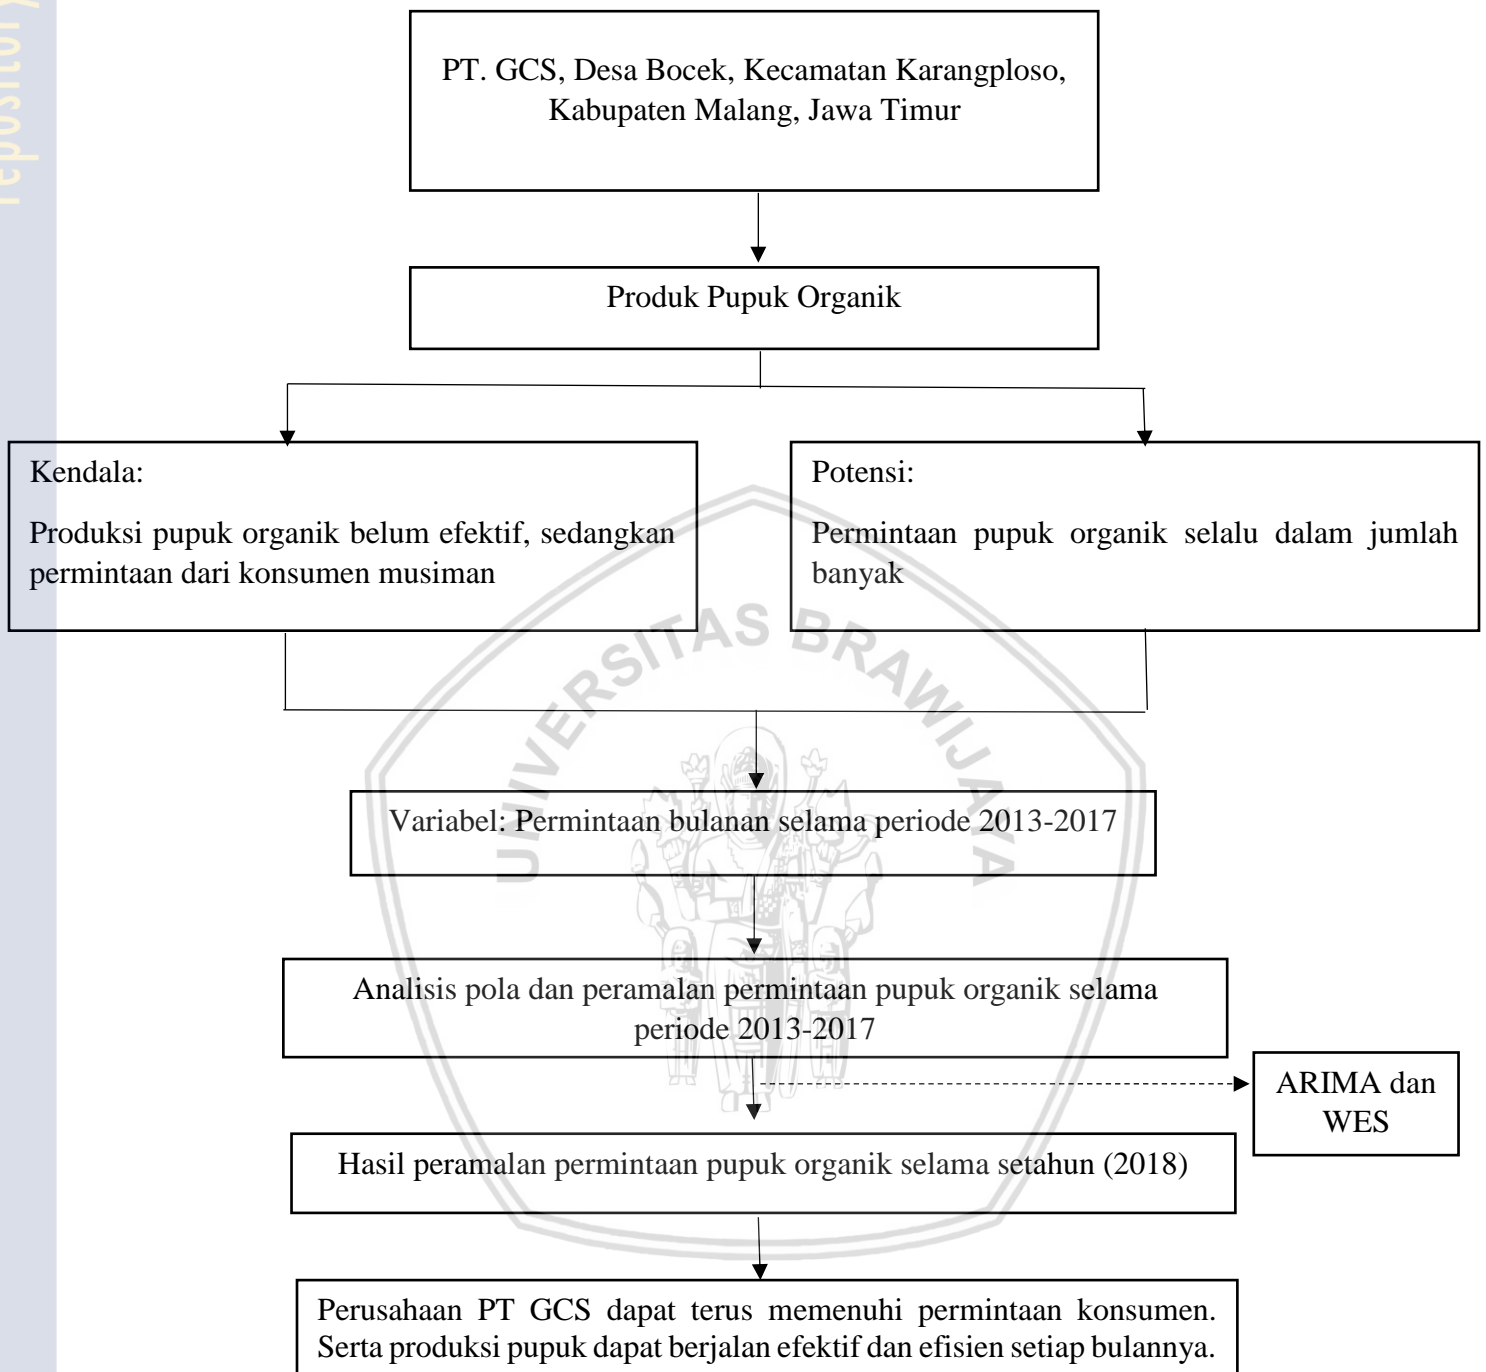 repository
PT. GCS, Desa Bocek, Kecamatan Karangploso,
Kabupaten Malang, Jawa Timur
Produk Pupuk Organik
Kendala:
Produksi pupuk organik belum efektif, sedangkan
permintaan dari konsumen musiman
Potensi:
Permintaan pupuk organik selalu dalam jumlah
banyak
UNIVERSITAS BRAWIJAYA
Variabel: Permintaan bulanan selama periode 2013-2017
Analisis pola dan peramalan permintaan pupuk organik selama
periode 2013-2017
ARIMA dan
WES
Hasil peramalan permintaan pupuk organik selama setahun (2018)
Perusahaan PT GCS dapat terus memenuhi permintaan konsumen.
Serta produksi pupuk dapat berjalan efektif dan efisien setiap bulannya.